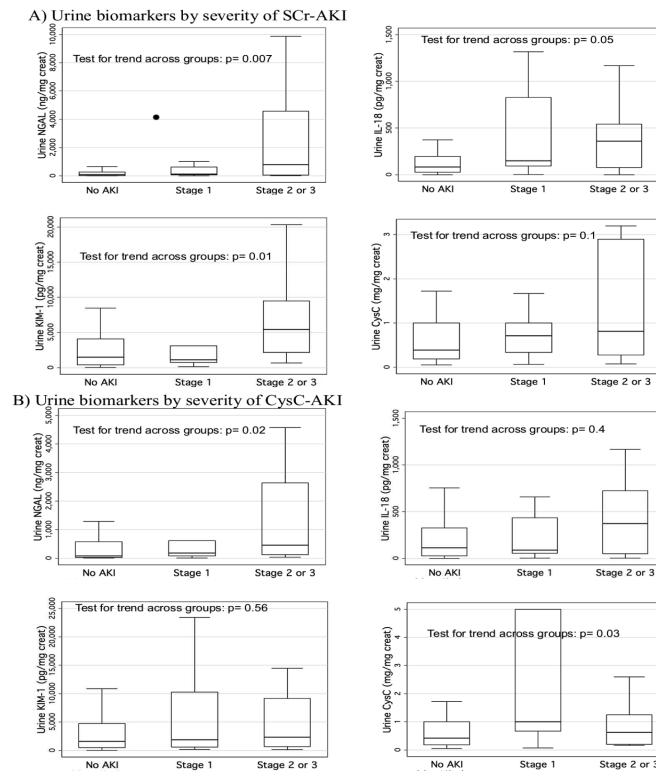 A) Urine biomarkers by severity of SCr-AKI
Urine NGAL (ng/mg creat)
10,000
8,000
6,000
4,000
2,000
0
Test for trend across groups: p= 0.007
No AKI Stage 1 Stage 2 or 3
Urine IL-18 (pg/mg creat)
1,500
1,000
500
0
Test for trend across groups: p= 0.05
No AKI Stage 1 Stage 2 or 3
Urine KIM-1 (pg/mg creat)
20,000
15,000
10,000
5,000
0
Test for trend across groups: p= 0.01
No AKI Stage 1 Stage 2 or 3
Urine CysC (mg/mg creat)
3
2
1
0
Test for trend across groups: p= 0.1
No AKI Stage 1 Stage 2 or 3
B) Urine biomarkers by severity of CysC-AKI
Urine NGAL (ng/mg creat)
5,000
4,000
3,000
2,000
1,000
0
Test for trend across groups: p= 0.02
No AKI Stage 1 Stage 2 or 3
Urine IL-18 (pg/mg creat)
1,500
1,000
500
0
Test for trend across groups: p= 0.4
No AKI Stage 1 Stage 2 or 3
Urine KIM-1 (pg/mg creat)
25,000
20,000
15,000
10,000
5,000
0
Test for trend across groups: p= 0.56
No AKI Stage 1 Stage 2 or 3
Urine CysC (mg/mg creat)
5
4
3
2
1
0
Test for trend across groups: p= 0.03
No AKI Stage 1 Stage 2 or 3